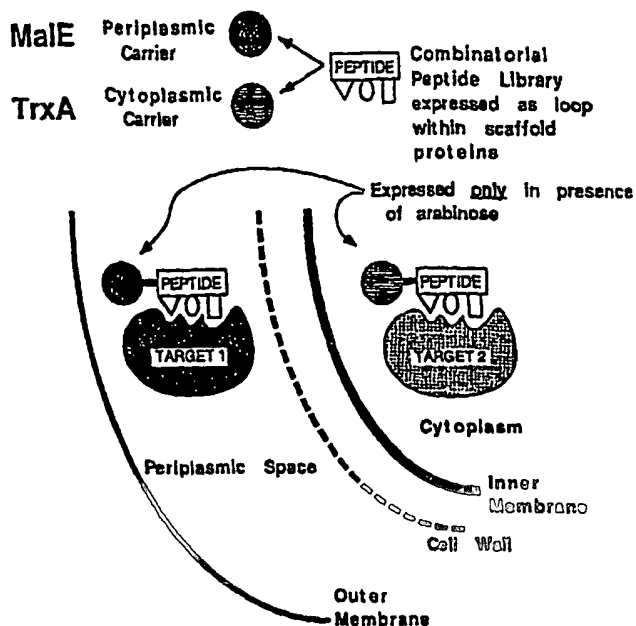 MalE
Periplasmic
Carrier
TrxA
Cytoplasmic
Carrier
PEPTIDE
Combinatorial
Peptide Library
expressed as loop
within scaffold
proteins
Expressed only in presence
of arabinose
PEPTIDE
TARGET 1
PEPTIDE
TARGET 2
Cytoplasm
Periplasmic Space
Inner
Membrane
Cell Wall
Outer
Membrane